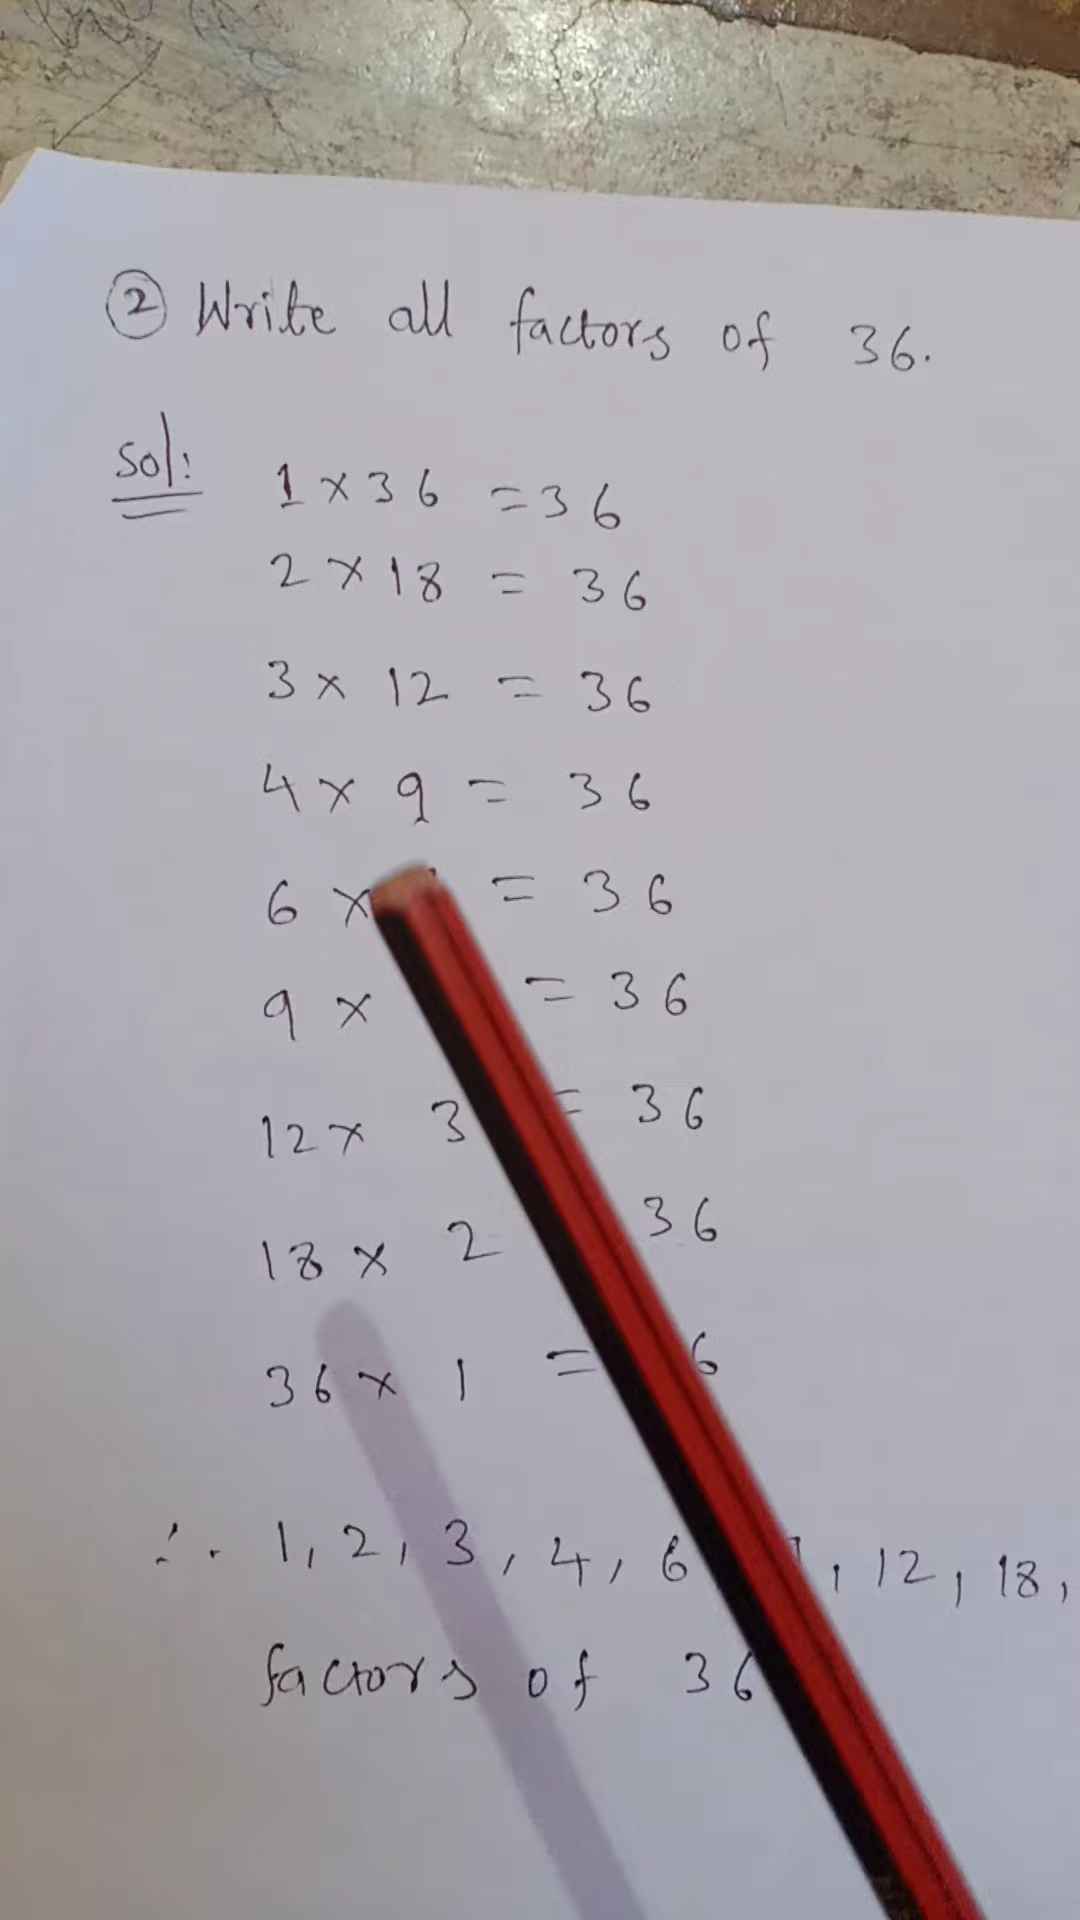 ② Write all factors of 36.
Sol:
1 × 36 = 36
2 × 18 = 36
3 × 12 = 36
4 × 9 = 36
6 × = 36
9 × = 36
12 × 3 = 36
18 × 2 36
36 × 1 = 6
∴ 1, 2, 3, 4, 6 , 12, 18,
factors of 36